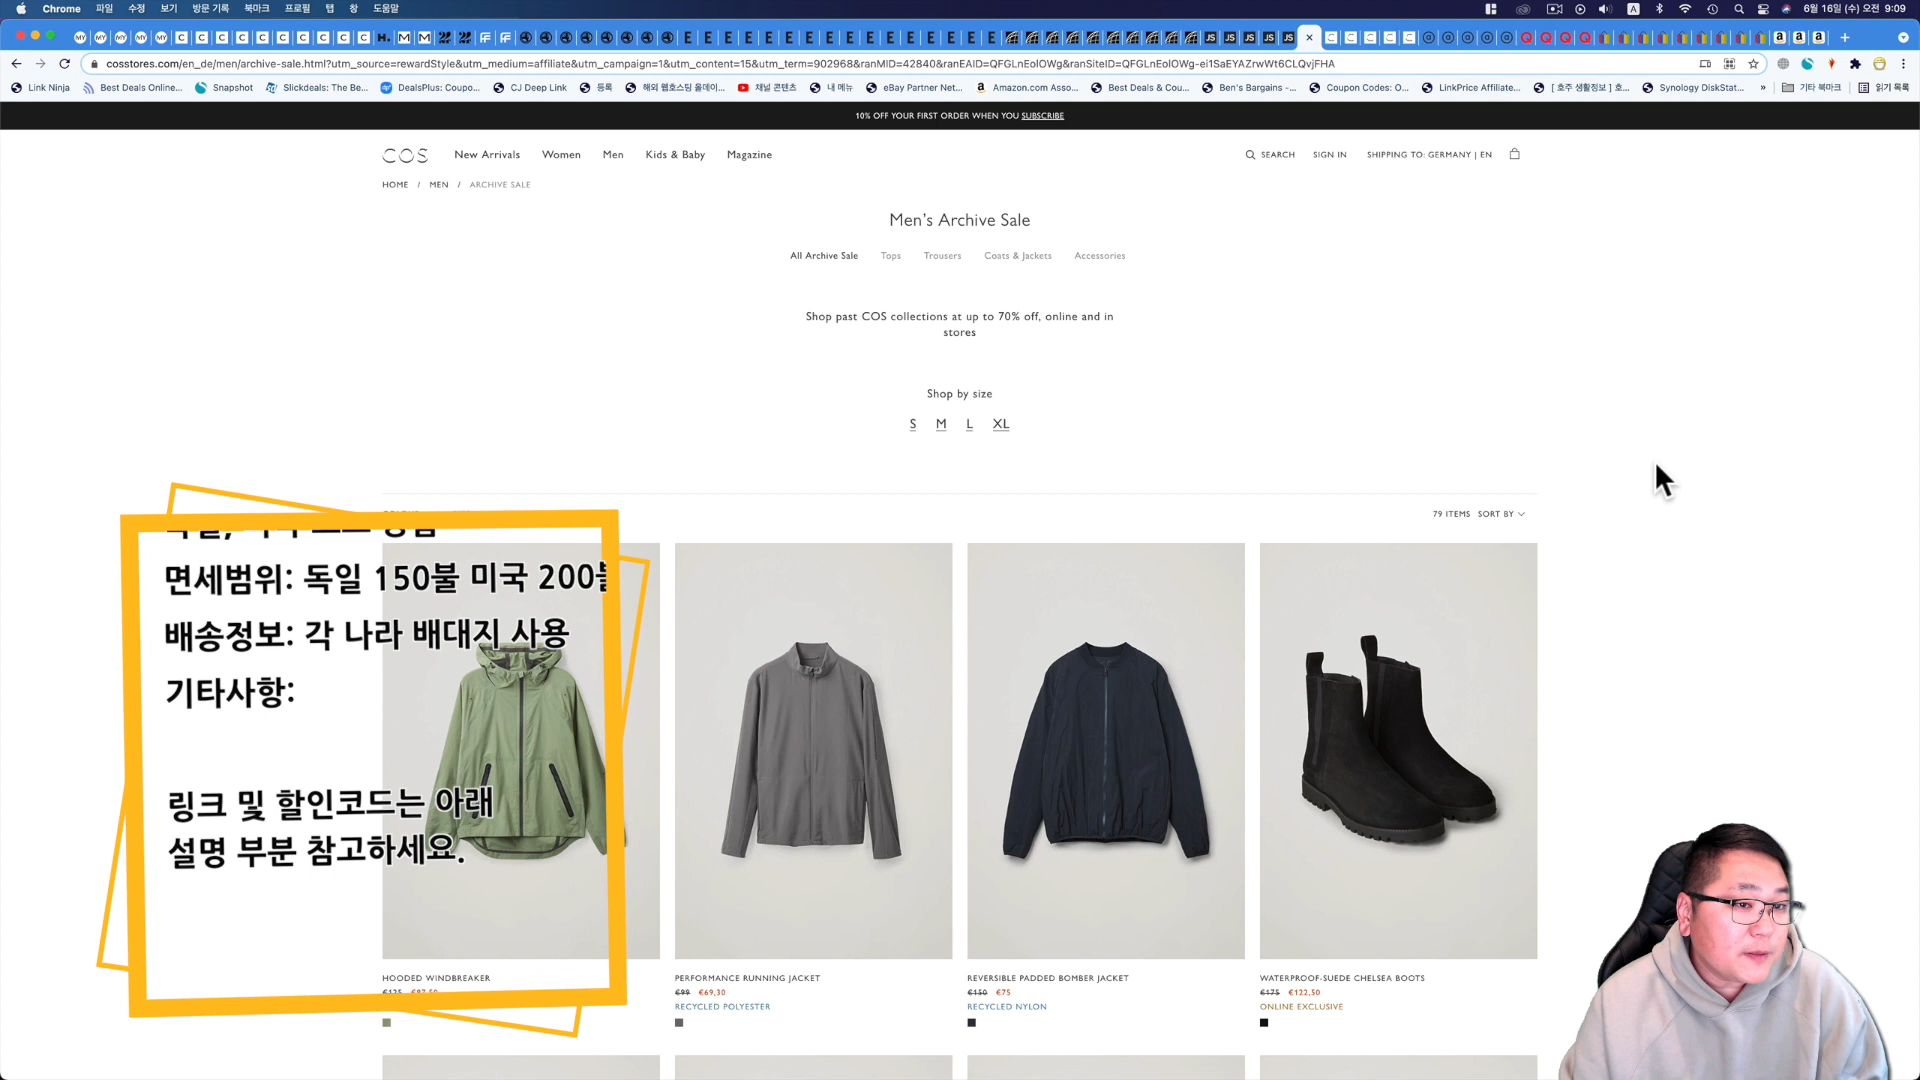 Chrome 파일 수정 보기 방문 기록 북마크 프로필 탭 창 도움말
6월 16일 (수) 오전 9:09
cosstores.com/en_de/men/archive-sale.html?utm_source=rewardStyle&utm_medium=affiliate&utm_campaign=1&utm_content=15&utm_term=902968&ranMID=42840&ranEAID=QFGLnEolOWg&ranSiteID=QFGLnEolOWg-ei1SaEYAZrwWt6CLQvjFHA
Link Ninja Best Deals Online... Snapshot Slickdeals: The Be... DealsPlus: Coupo... CJ Deep Link 등록 해외 웹호스팅 올데이... 채널 콘텐츠 내 메뉴 eBay Partner Net... Amazon.com Asso... Best Deals & Cou... Ben's Bargains -... Coupon Codes: O... LinkPrice Affiliate... [ 호주 생활정보 ] 호... Synology DiskStat... » 기타 북마크 읽기 목록
10% OFF YOUR FIRST ORDER WHEN YOU SUBSCRIBE
COS New Arrivals Women Men Kids & Baby Magazine
SEARCH SIGN IN SHIPPING TO: GERMANY | EN
HOME / MEN / ARCHIVE SALE
Men's Archive Sale
All Archive Sale Tops Trousers Coats & Jackets Accessories
Shop past COS collections at up to 70% off, online and in
stores
Shop by size
S M L XL
79 ITEMS SORT BY
면세범위: 독일 150불 미국 200불
배송정보: 각 나라 배대지 사용
기타사항:
링크 및 할인코드는 아래
설명 부분 참고하세요.
HOODED WINDBREAKER
€125 €87,50
PERFORMANCE RUNNING JACKET
€99 €69,30
RECYCLED POLYESTER
REVERSIBLE PADDED BOMBER JACKET
€150 €75
RECYCLED NYLON
WATERPROOF-SUEDE CHELSEA BOOTS
€175 €122,50
ONLINE EXCLUSIVE